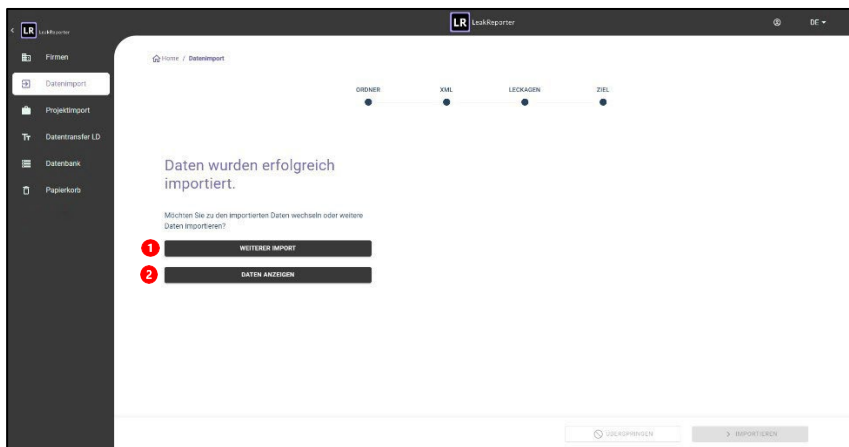 LR LeakReporter
LR LeakReporter
DE
Firmen
Datenimport
Projektimport
Datentransfer LD
Datenbank
Papierkorb
Home / Datenimport
ORDNER XML LECKAGEN ZIEL
Daten wurden erfolgreich
importiert.
Möchten Sie zu den importierten Daten wechseln oder weitere
Daten importieren?
1 WEITERER IMPORT
2 DATEN ANZEIGEN
ÜBERSPRINGEN > IMPORTIEREN